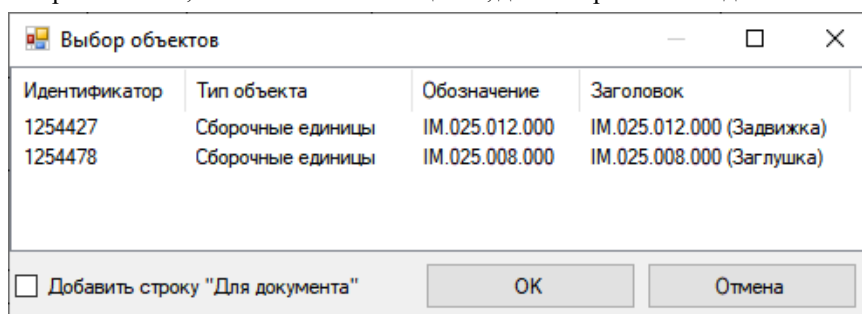 Выбор объектов
Идентификатор Тип объекта Обозначение Заголовок
1254427 Сборочные единицы IM.025.012.000 IM.025.012.000 (Задвижка)
1254478 Сборочные единицы IM.025.008.000 IM.025.008.000 (Заглушка)
Добавить строку "Для документа" OK Отмена